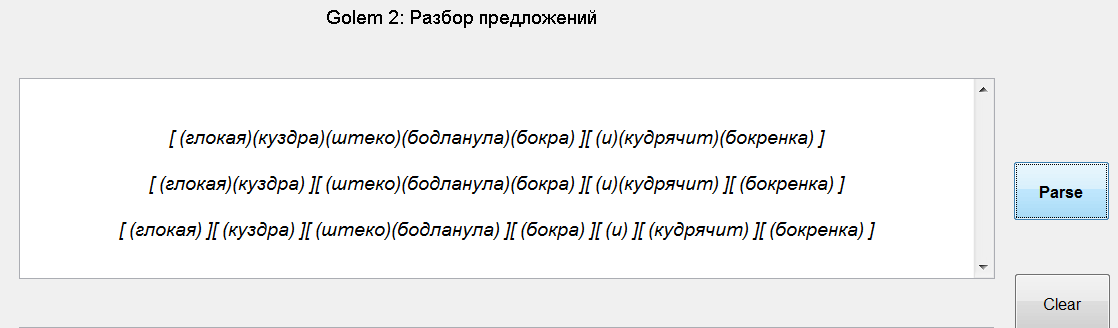 Golem 2: Разбор предложений
[ (глокая)(куздра)(штеко)(бодланула)(бокра) ][ (и)(кудрячит)(бокренка) ]
[ (глокая)(куздра) ][ (штеко)(бодланула)(бокра) ][ (и)(кудрячит) ][ (бокренка) ]
Parse
[ (глокая) ][ (куздра) ][ (штеко)(бодланула) ][ (бокра) ][ (и) ][ (кудрячит) ][ (бокренка) ]
Clear